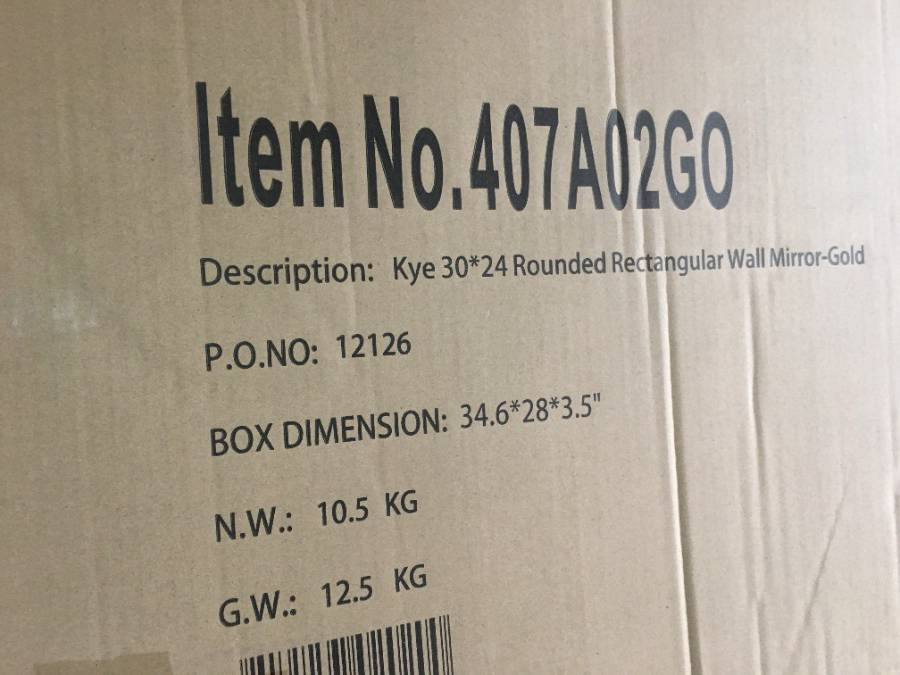 Item No.407A02GO
Description: Kye 30*24 Rounded Rectangular Wall Mirror-Gold
P.O.NO: 12126
BOX DIMENSION: 34.6*28*3.5"
N.W.: 10.5 KG
G.W.: 12.5 KG